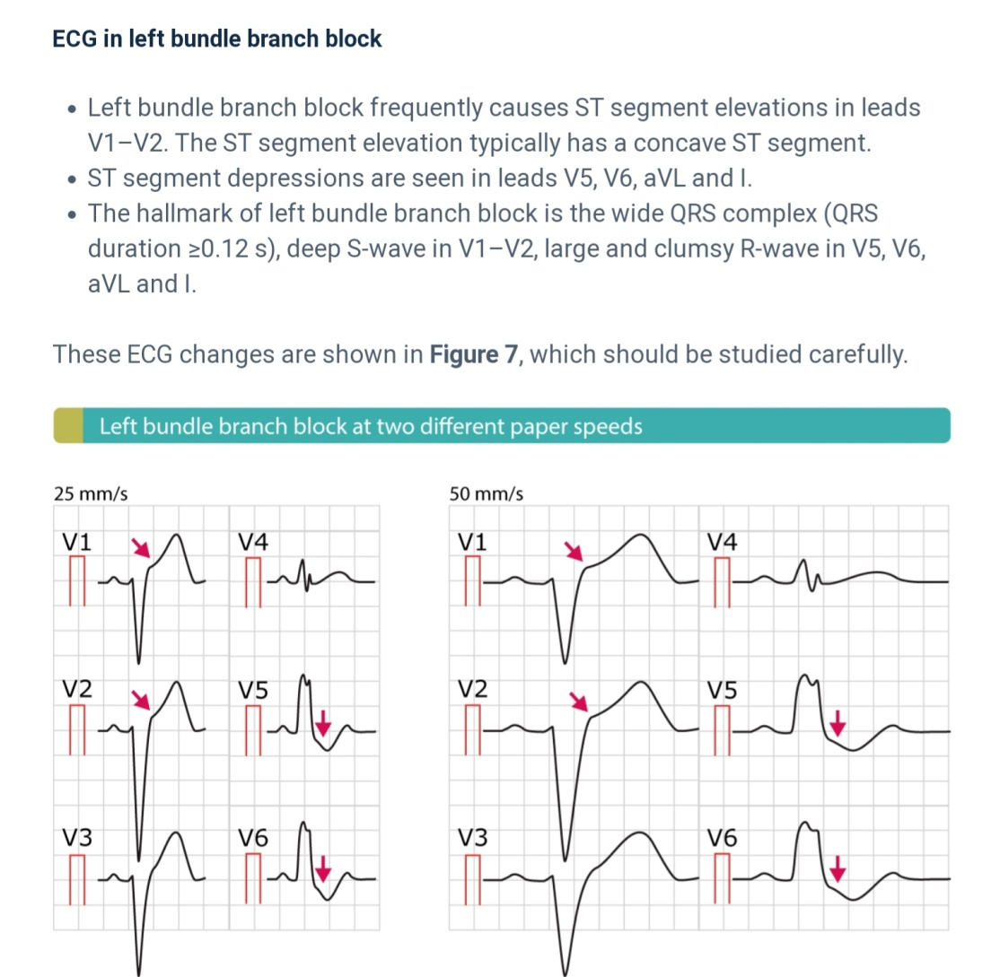 ECG in left bundle branch block
• Left bundle branch block frequently causes ST segment elevations in leads
V1–V2. The ST segment elevation typically has a concave ST segment.
• ST segment depressions are seen in leads V5, V6, aVL and I.
• The hallmark of left bundle branch block is the wide QRS complex (QRS
duration ≥0.12 s), deep S-wave in V1–V2, large and clumsy R-wave in V5, V6,
aVL and I.
These ECG changes are shown in Figure 7, which should be studied carefully.
Left bundle branch block at two different paper speeds
25 mm/s
V1
V4
V2
V5
V3
V6
50 mm/s
V1
V4
V2
V5
V3
V6